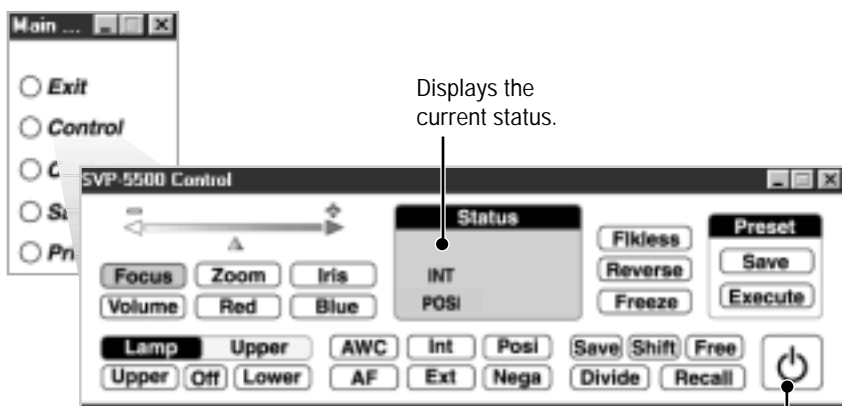 Main ...
Exit
Control
Displays the
current status.
SVP-5500 Control
Status
INT
POSI
Flkless
Reverse
Freeze
Preset
Save
Execute
Focus Zoom Iris
Volume Red Blue
Lamp Upper
Upper Off Lower
AWC Int Posi
AF Ext Nega
Save Shift Free
Divide Recall